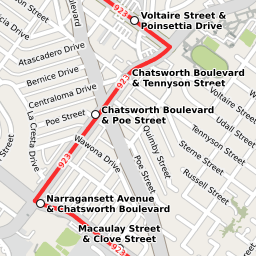 Voltaire Street &
Poinsettia Drive
Boulevard
923
Atascadero Drive
Chatsworth Boulevard
& Tennyson Street
Bernice Drive
923
Centraloma Drive
Voltaire Street
Chatsworth Boulevard
& Poe Street
Poe Street
Udall Street
Street
La Cresta Drive
Quimby Street
Tennyson Street
Wawona Drive
923
Poe Street
Sterne Street
Russell Street
Narragansett Avenue
& Chatsworth Boulevard
Macaulay Street
& Clove Street
923